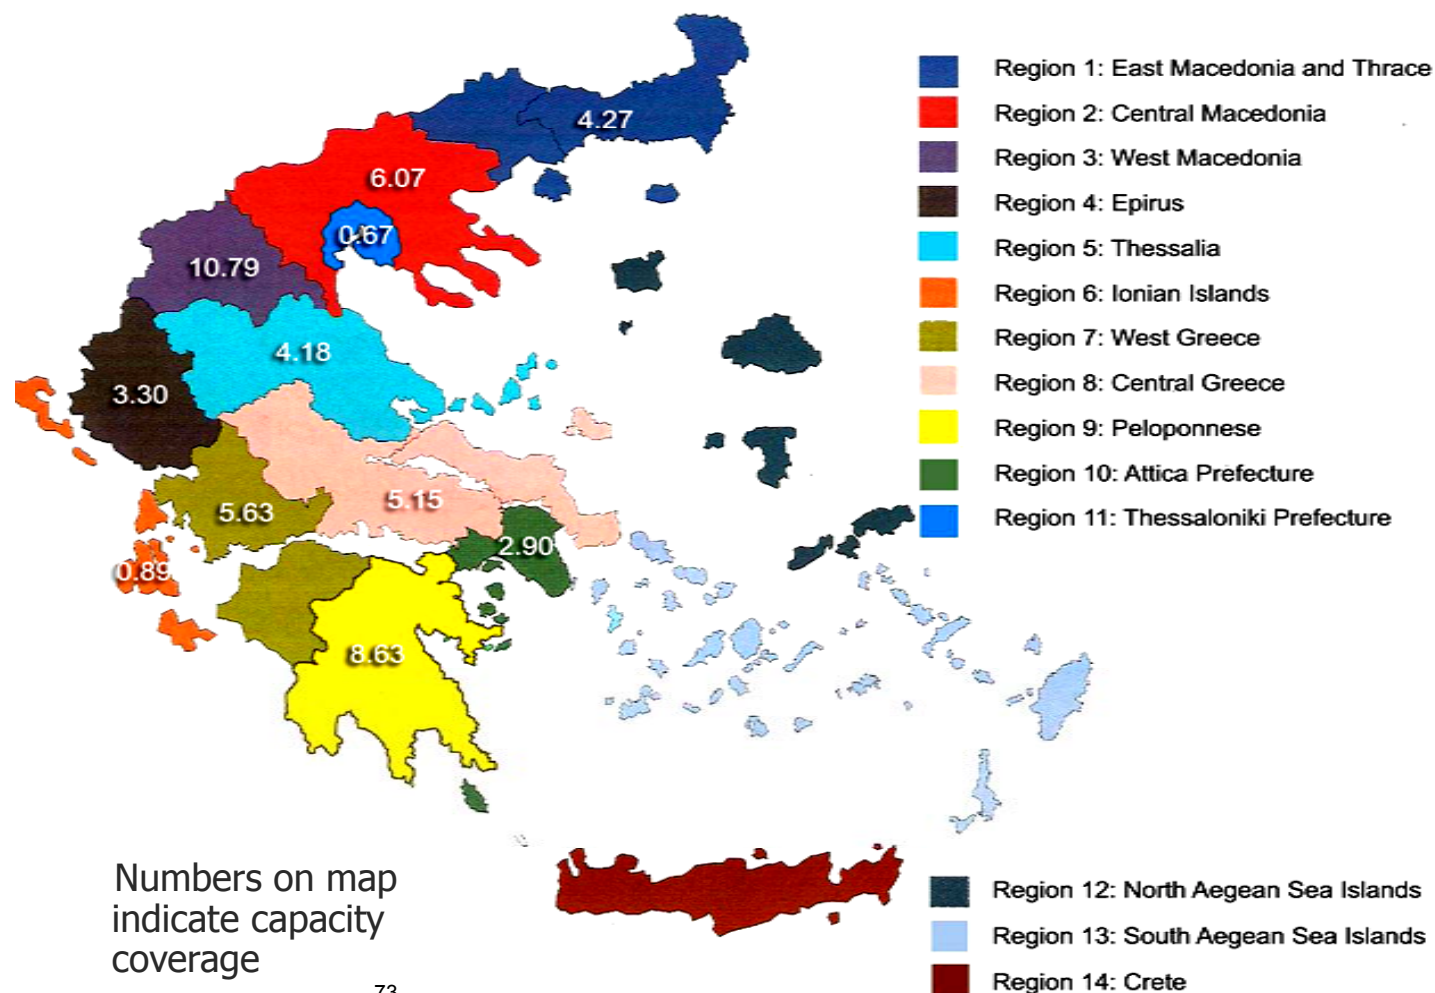 4.27
6.07
0.67
10.79
4.18
3.30
5.15
5.63
2.90
0.89
8.63
Region 1: East Macedonia and Thrace
Region 2: Central Macedonia
Region 3: West Macedonia
Region 4: Epirus
Region 5: Thessalia
Region 6: Ionian Islands
Region 7: West Greece
Region 8: Central Greece
Region 9: Peloponnese
Region 10: Attica Prefecture
Region 11: Thessaloniki Prefecture
Region 12: North Aegean Sea Islands
Region 13: South Aegean Sea Islands
Region 14: Crete
Numbers on map
indicate capacity
coverage
73